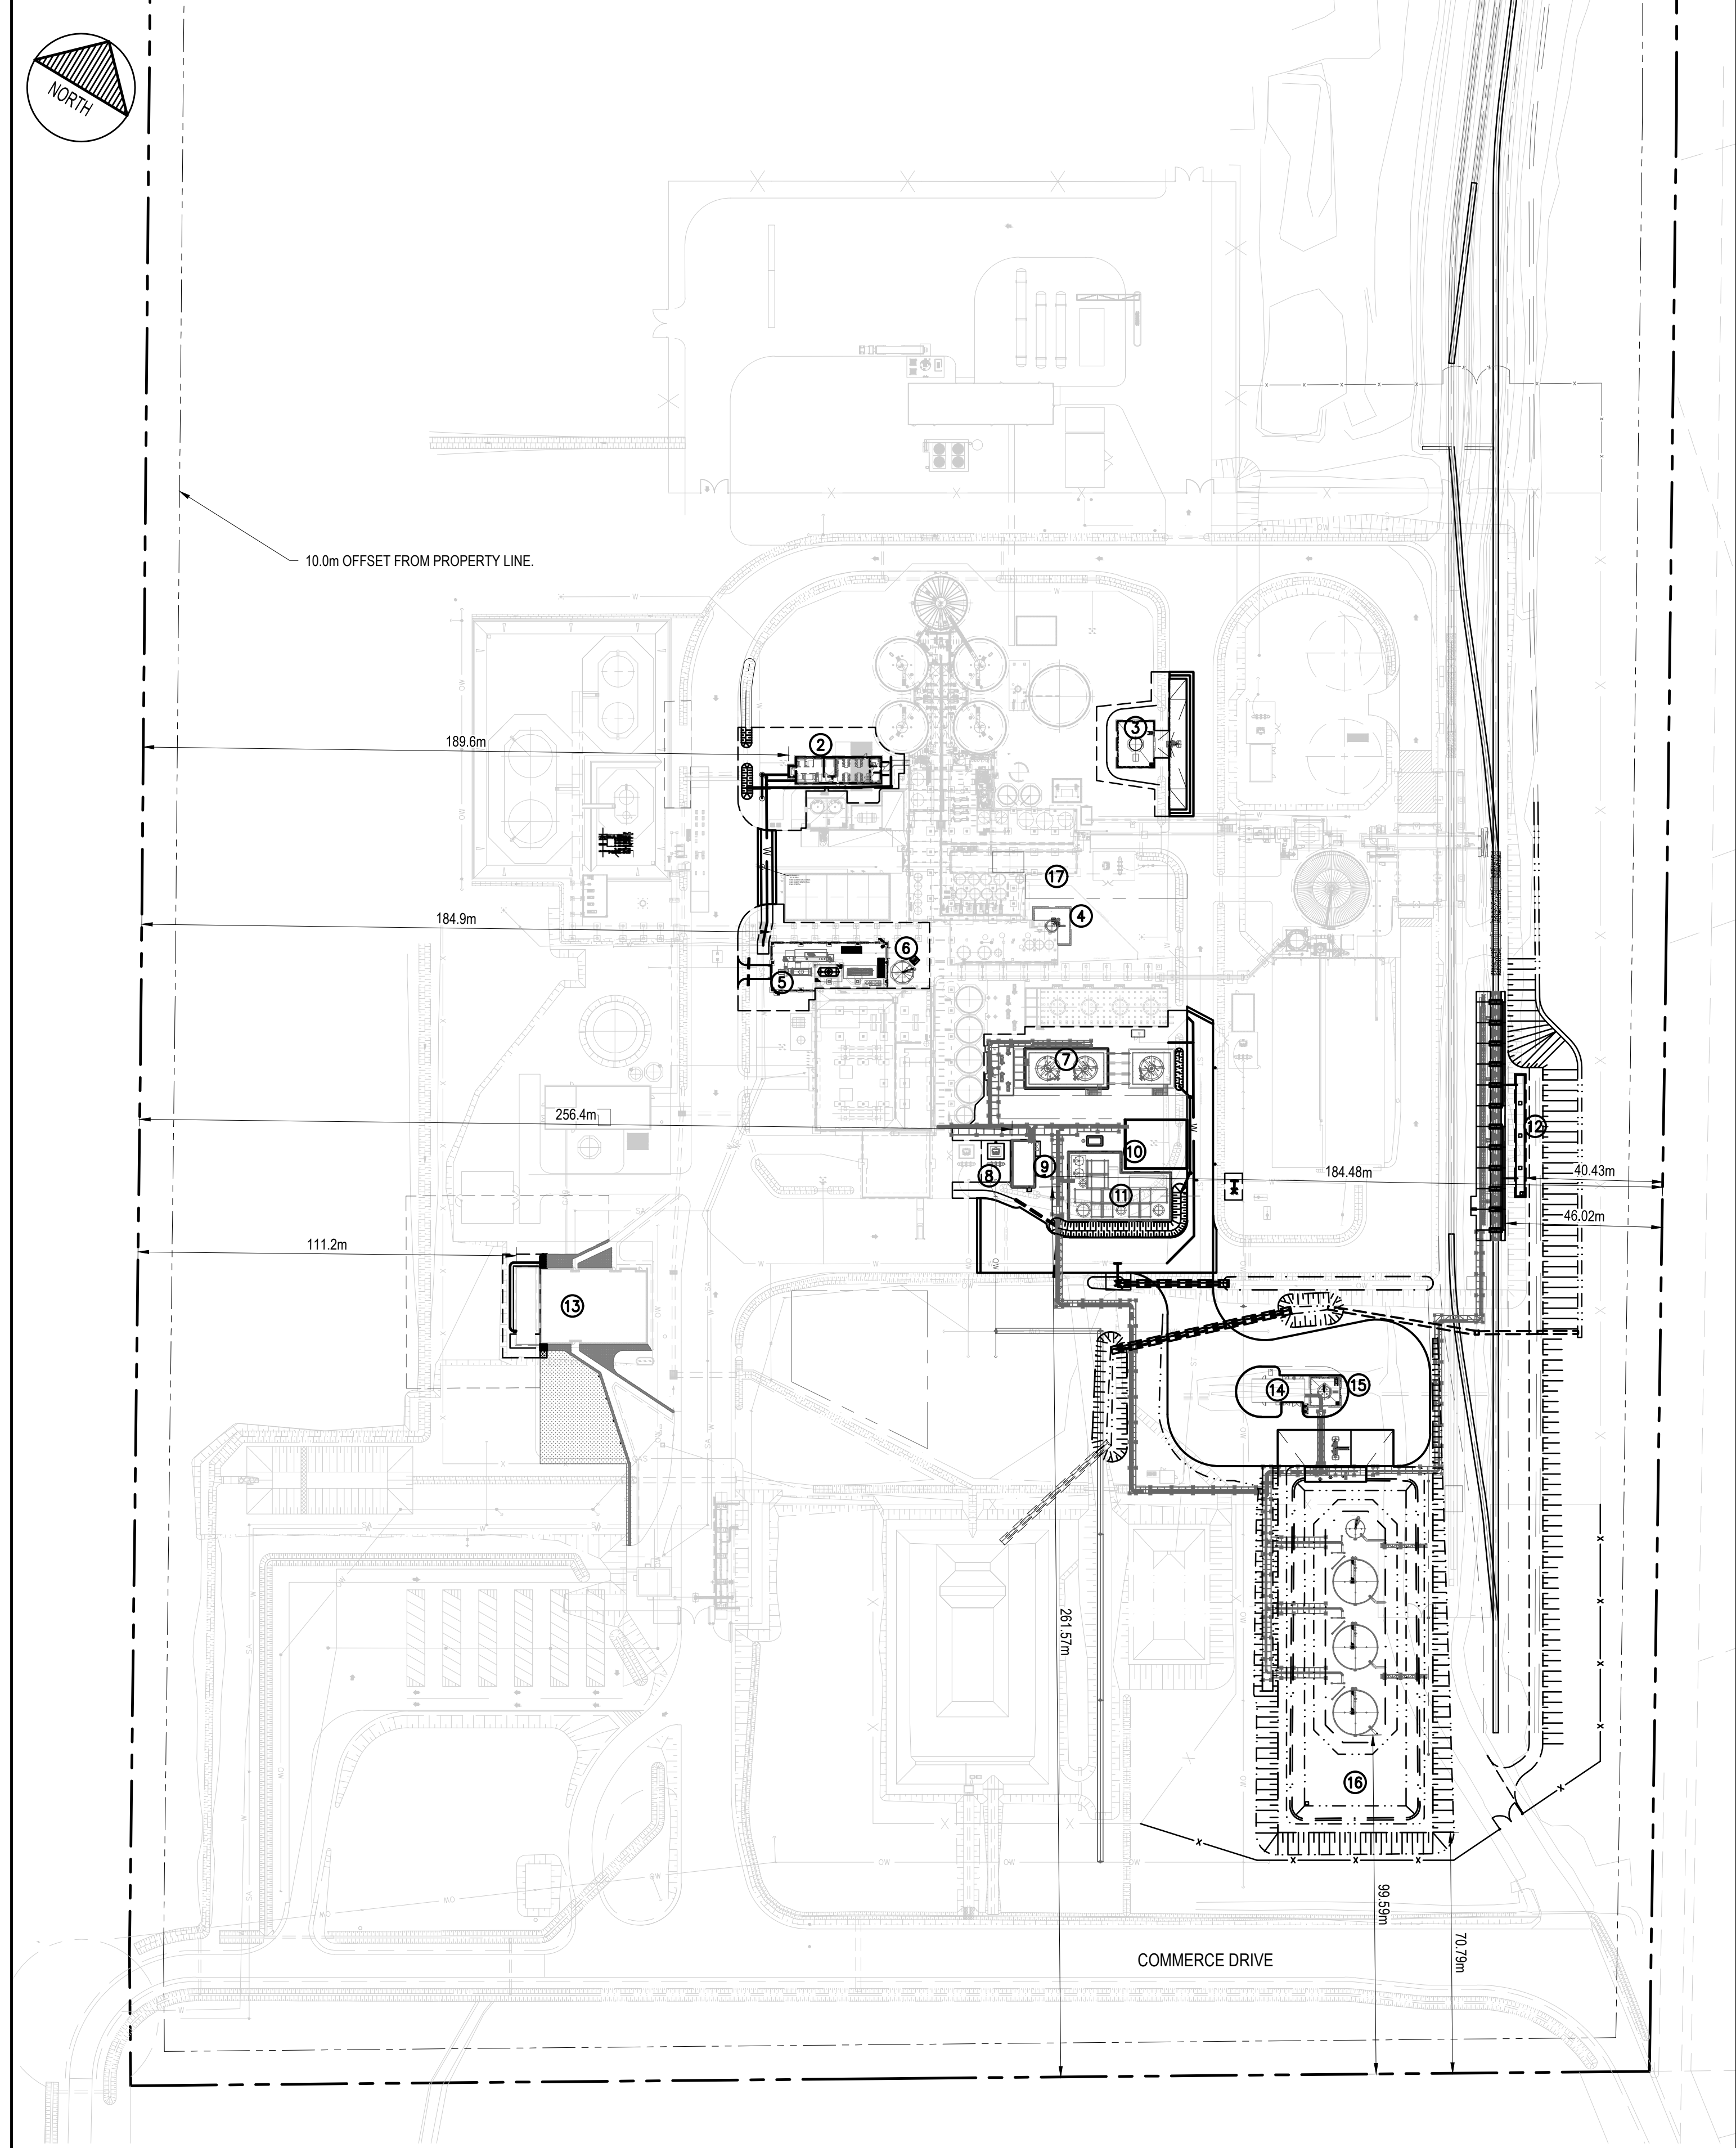 NORTH
10.0m OFFSET FROM PROPERTY LINE.
189.6m
2
3
17
184.9m
4
6
5
7
256.4m
12
10
9
8
184.48m
40.43m
11
46.02m
111.2m
13
14
15
261.57m
16
99.59m
70.79m
COMMERCE DRIVE